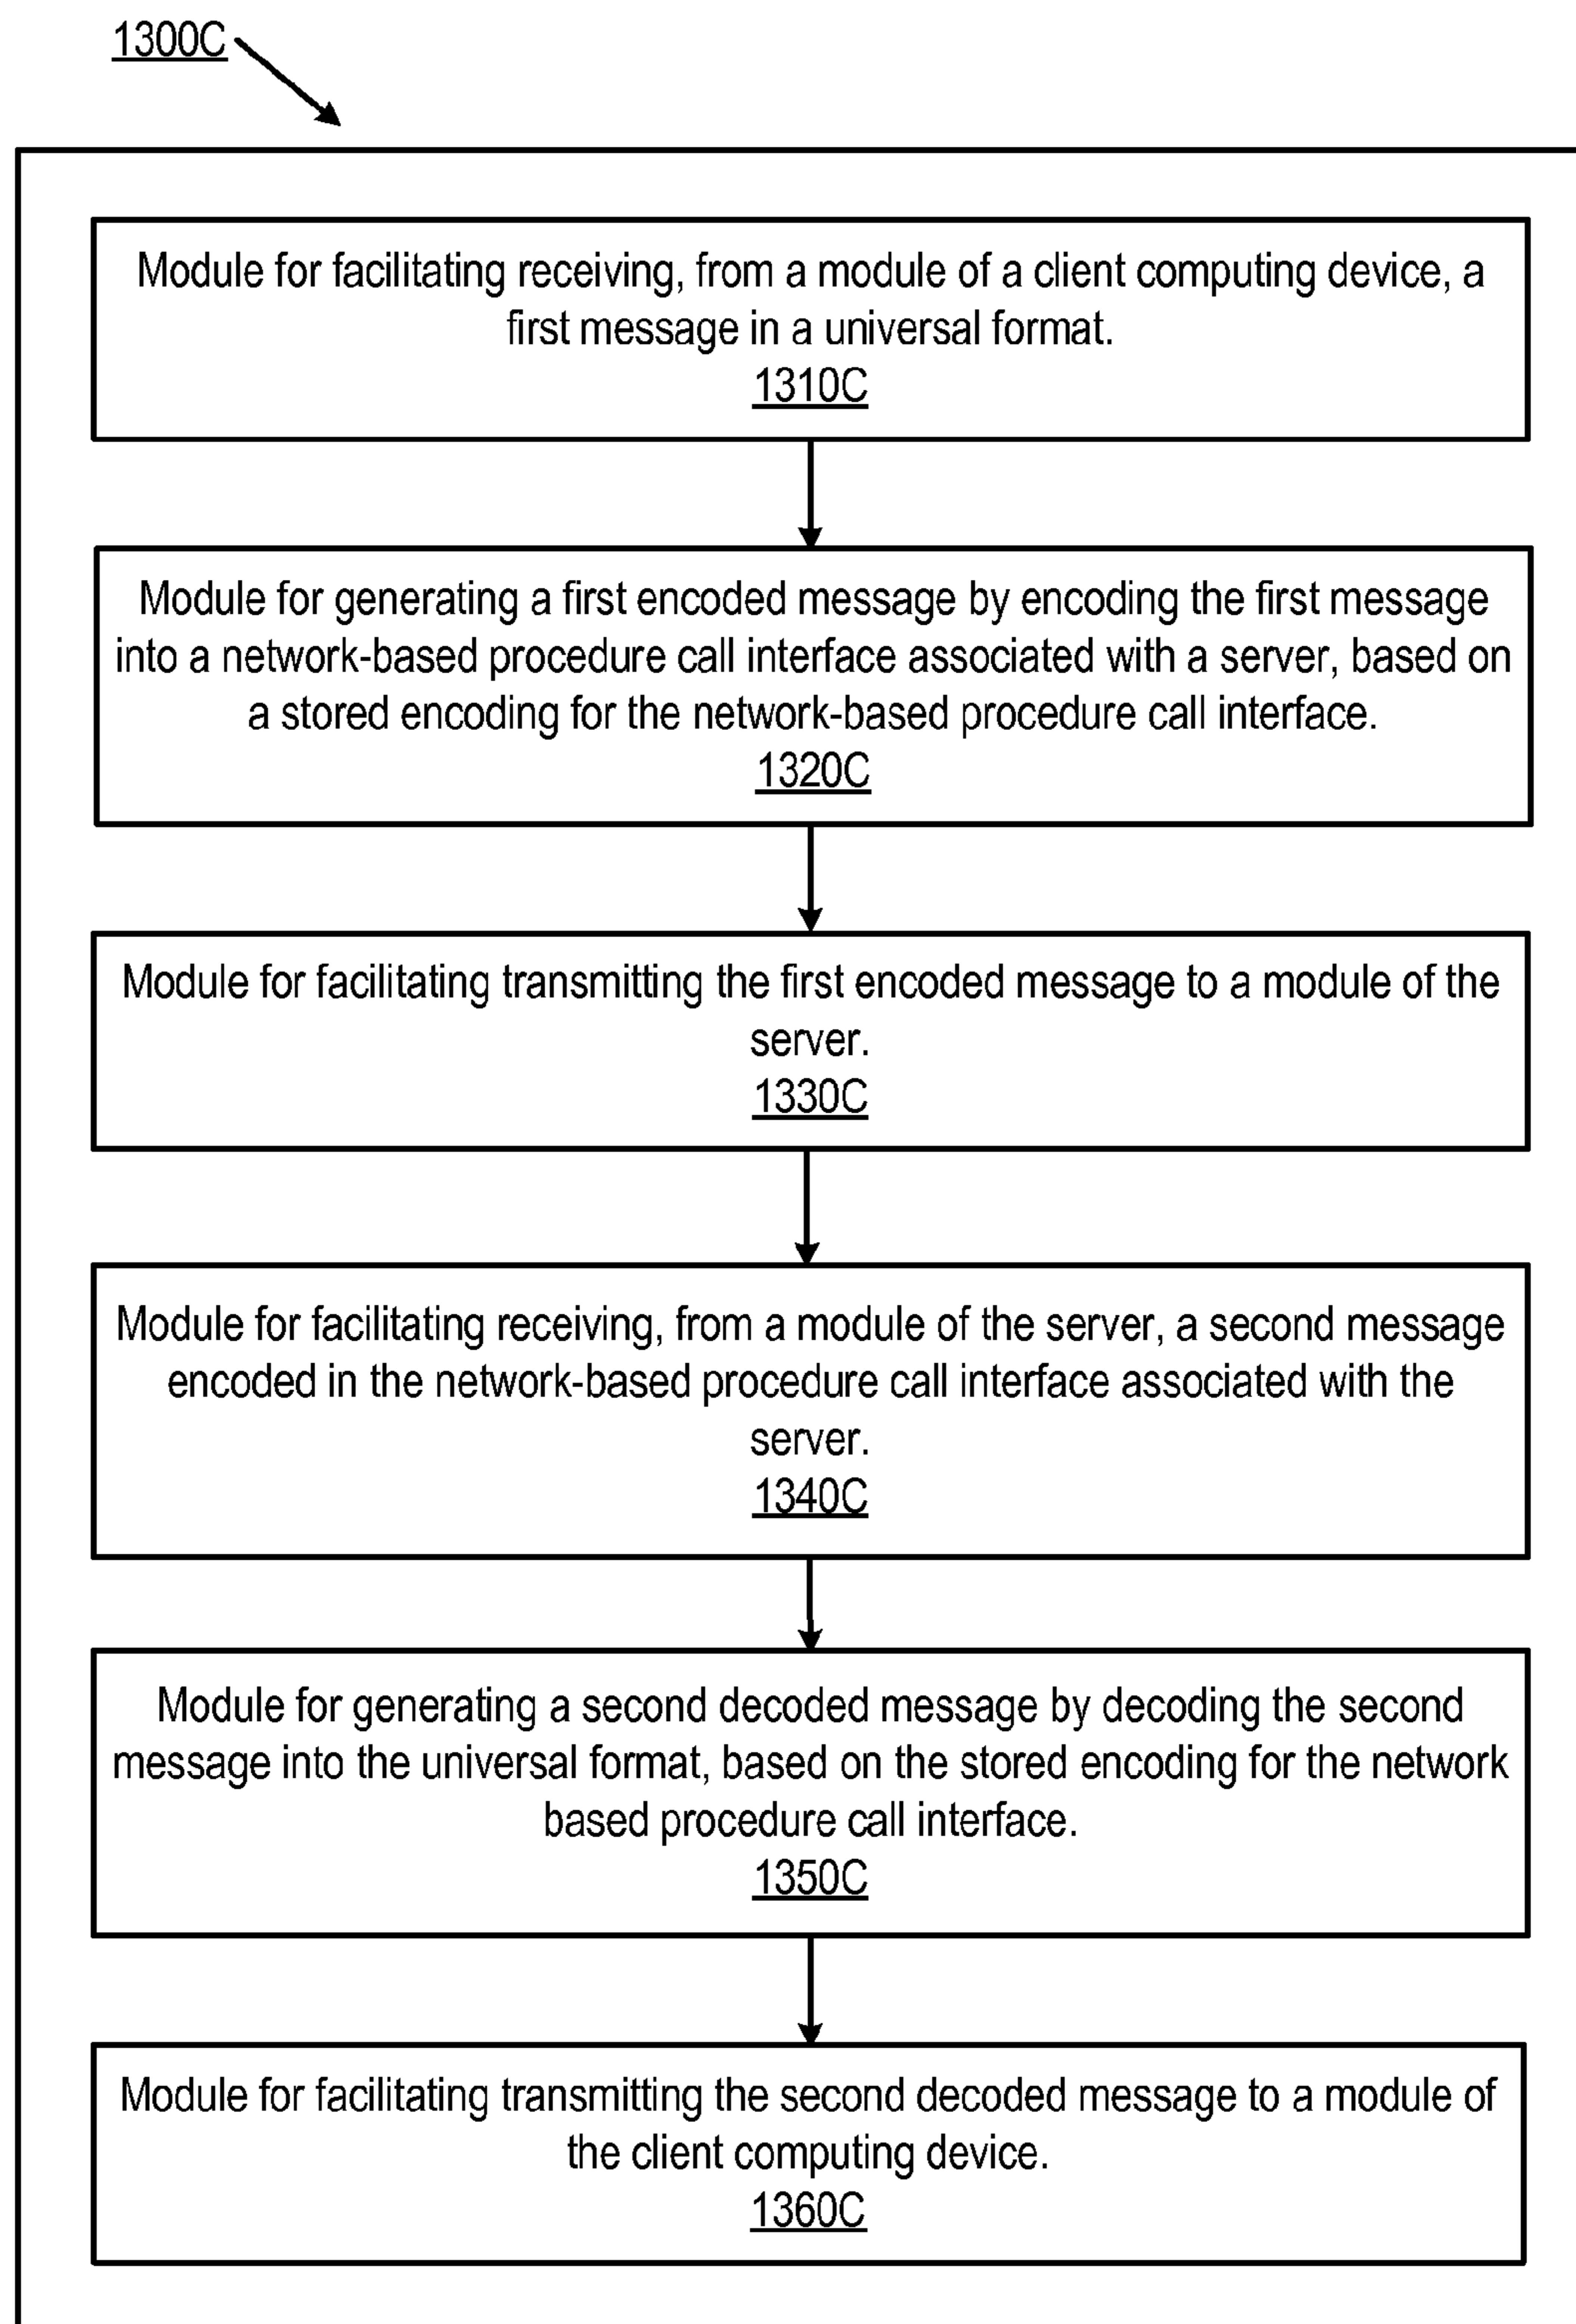 1300C
Module for facilitating receiving, from a module of a client computing device, a
first message in a universal format.
1310C
Module for generating a first encoded message by encoding the first message
into a network-based procedure call interface associated with a server, based on
a stored encoding for the network-based procedure call interface.
1320C
Module for facilitating transmitting the first encoded message to a module of the
server.
1330C
Module for facilitating receiving, from a module of the server, a second message
encoded in the network-based procedure call interface associated with the
server.
1340C
Module for generating a second decoded message by decoding the second
message into the universal format, based on the stored encoding for the network
based procedure call interface.
1350C
Module for facilitating transmitting the second decoded message to a module of
the client computing device.
1360C